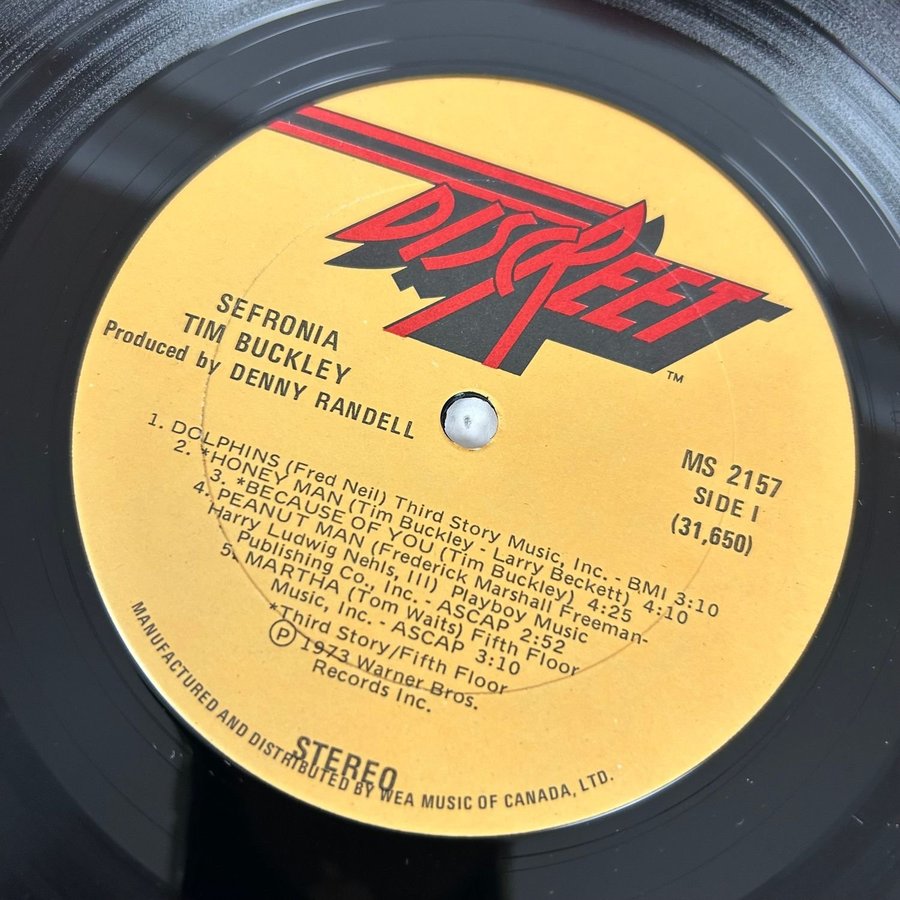 DISCREET
TM
SEFRONIA
TIM BUCKLEY
Produced by DENNY RANDELL
MS 2157
SIDE I
(31,650)
1. DOLPHINS (Fred Neil) Third Story Music, Inc. - BMI 3:10
2. *HONEY MAN (Tim Buckley - Larry Beckett) 4:10
3. *BECAUSE OF YOU (Tim Buckley) 4:25
4. PEANUT MAN (Frederick Marshall Freeman-
Harry Ludwig Nehls, III) Playboy Music
Publishing Co., Inc. - ASCAP 2:52
5. MARTHA (Tom Waits) Fifth Floor
Music, Inc. - ASCAP 3:10
*Third Story/Fifth Floor
Ⓟ 1973 Warner Bros.
Records Inc.
STEREO
MANUFACTURED AND DISTRIBUTED BY WEA MUSIC OF CANADA, LTD.